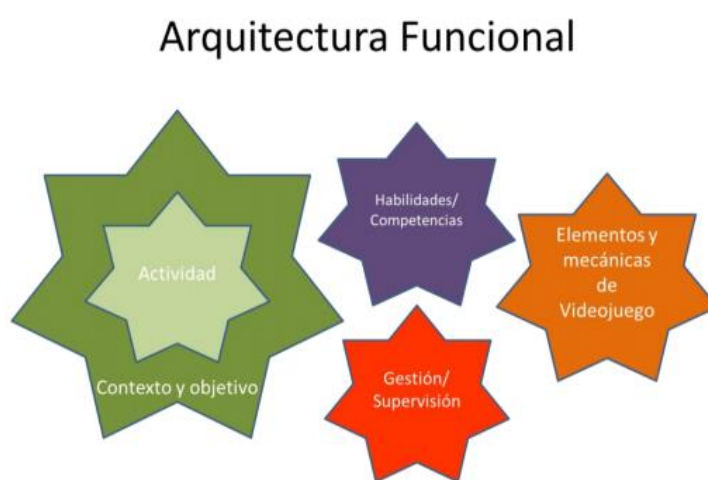 Arquitectura Funcional
Actividad
Contexto y objetivo
Habilidades/
Competencias
Gestión/
Supervisión
Elementos y
mecánicas
de
Videojuego